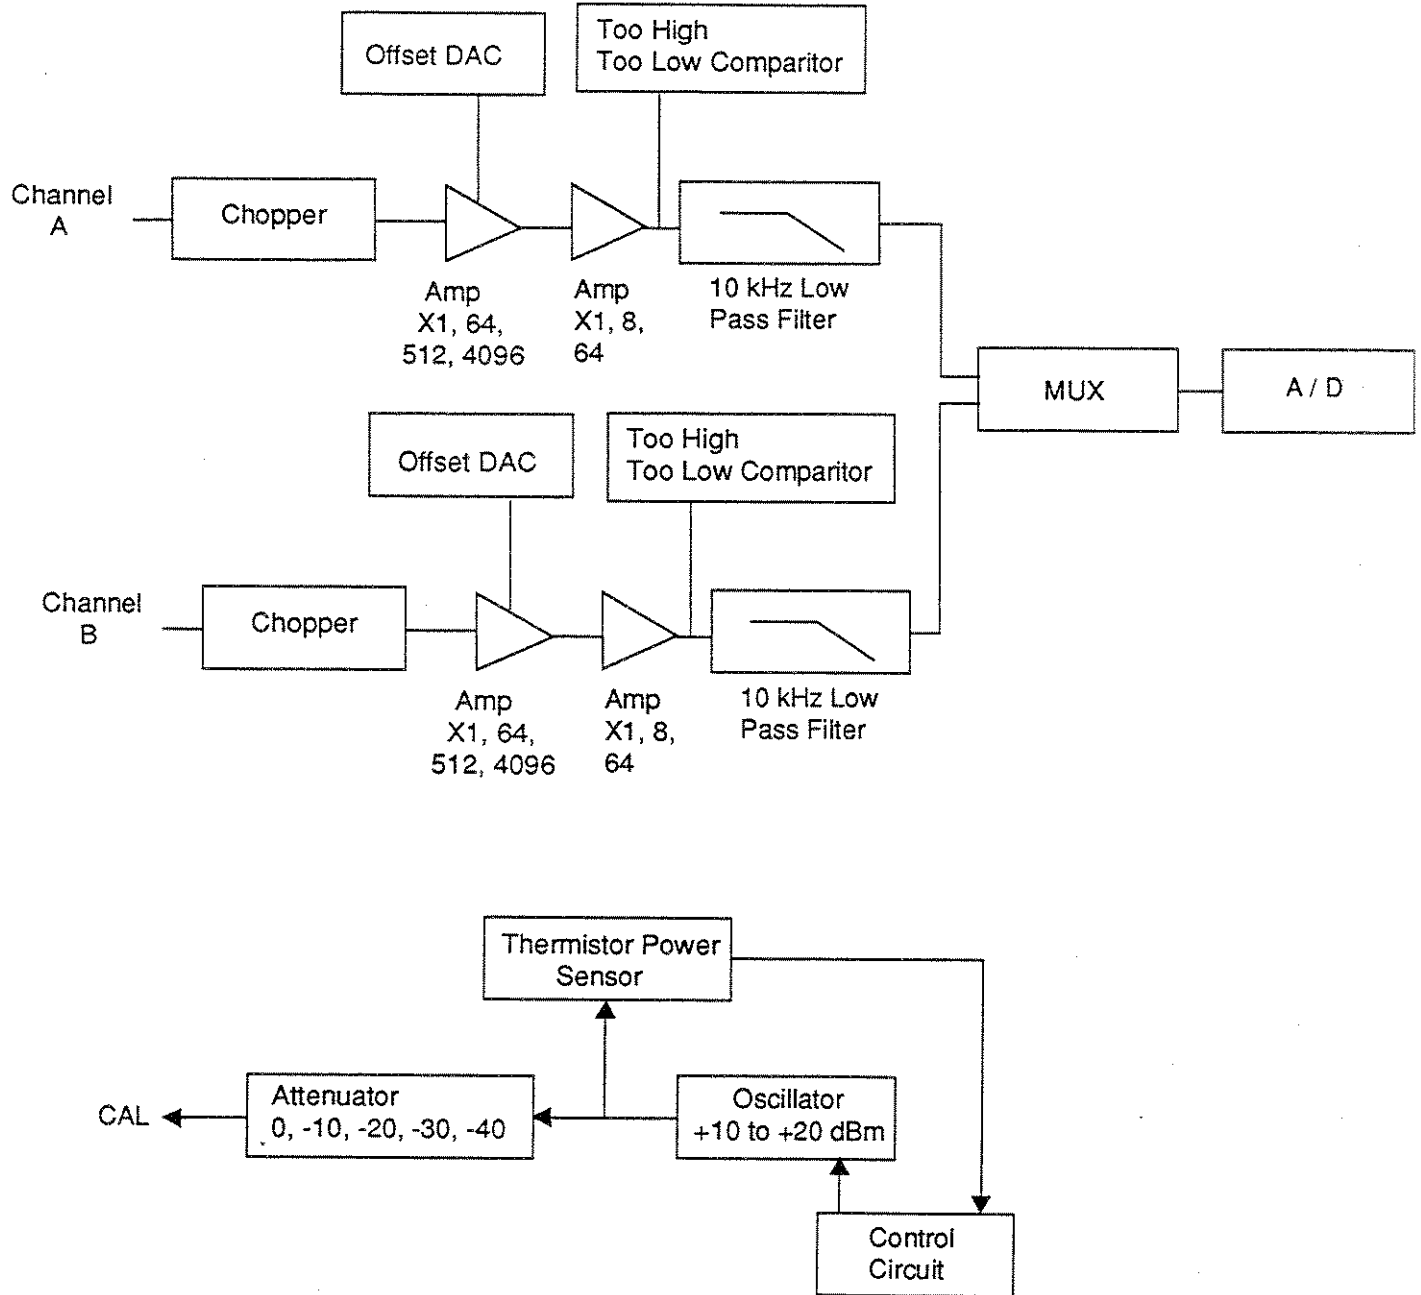 Offset DAC
Too High
Too Low Comparitor
Channel
A
Chopper
Amp
X1, 64,
512, 4096
Amp
X1, 8,
64
10 kHz Low
Pass Filter
MUX
A / D
Offset DAC
Too High
Too Low Comparitor
Channel
B
Chopper
Amp
X1, 64,
512, 4096
Amp
X1, 8,
64
10 kHz Low
Pass Filter
Thermistor Power
Sensor
CAL
Attenuator
0, -10, -20, -30, -40
Oscillator
+10 to +20 dBm
Control
Circuit